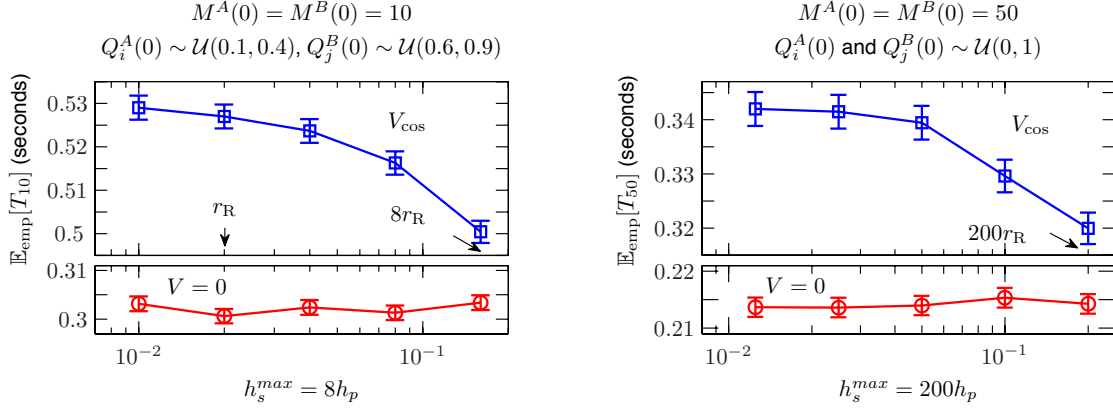 M^A(0) = M^B(0) = 10
Q_i^A(0) ∼ U(0.1, 0.4), Q_j^B(0) ∼ U(0.6, 0.9)
𝔼_emp[T_10] (seconds)
0.53
0.52
0.51
0.5
V_cos
r_R
8r_R
0.31
0.3
V = 0
10^−2
10^−1
h_s^max = 8h_p
M^A(0) = M^B(0) = 50
Q_i^A(0) and Q_j^B(0) ∼ U(0, 1)
𝔼_emp[T_50] (seconds)
0.34
0.33
0.32
V_cos
200r_R
0.22
0.21
V = 0
10^−2
10^−1
h_s^max = 200h_p